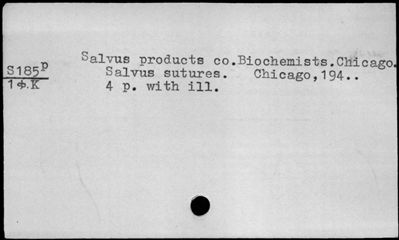 Salvus products co.Biochemists.Chicago.
S185p
Salvus sutures. Chicago,194..
1ф.K
4 p. with ill.